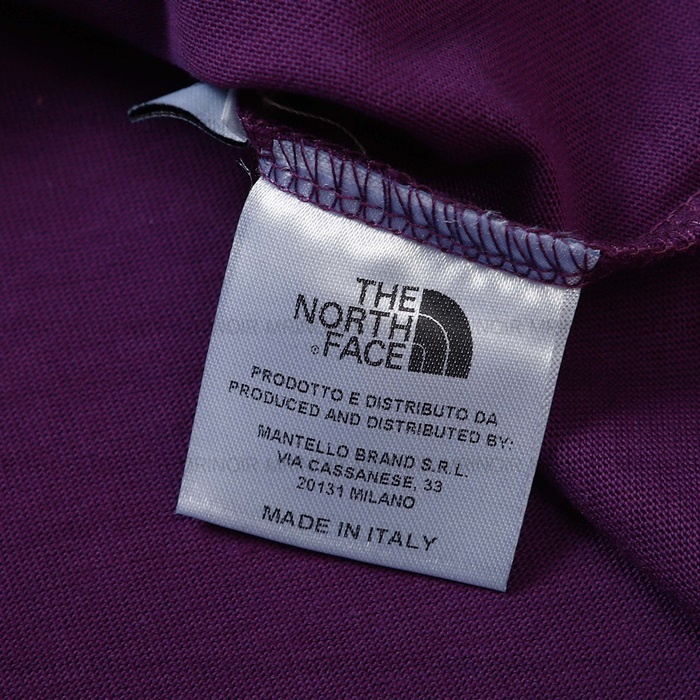 THE
NORTH
® FACE
PRODOTTO E DISTRIBUTO DA
PRODUCED AND DISTRIBUTED BY:
MANTELLO BRAND S.R.L.
VIA CASSANESE, 33
20131 MILANO
MADE IN ITALY